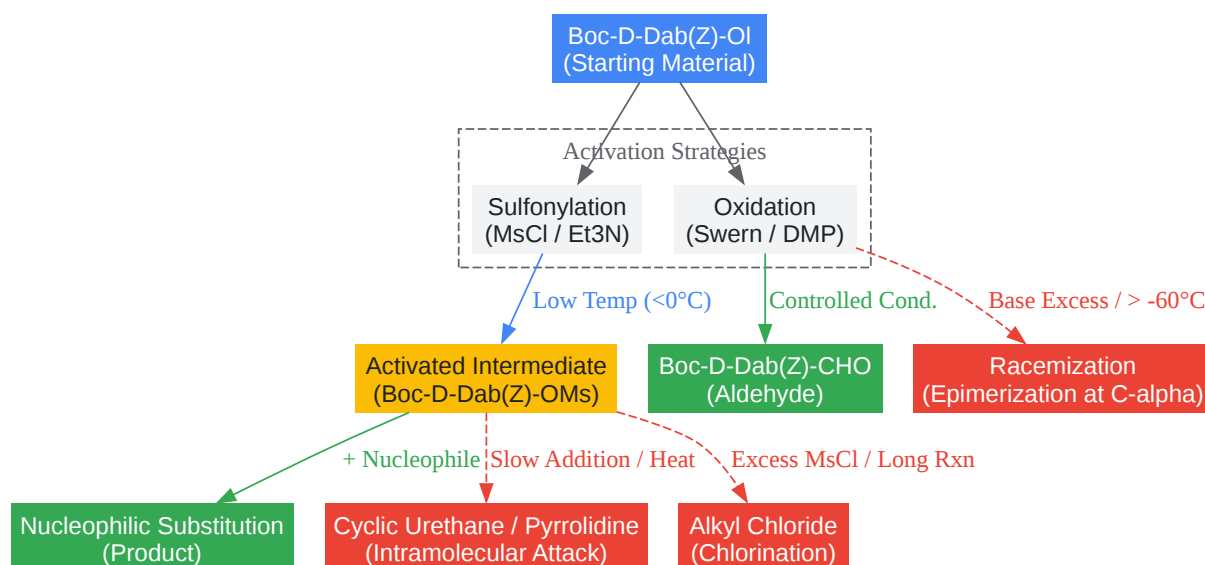 Boc-D-Dab(Z)-Ol
(Starting Material)
Activation Strategies
Sulfonylation
(MsCl / Et3N)
Oxidation
(Swern / DMP)
Low Temp (<0°C)
Controlled Cond.
Base Excess / > -60°C
Activated Intermediate
(Boc-D-Dab(Z)-OMs)
Boc-D-Dab(Z)-CHO
(Aldehyde)
Racemization
(Epimerization at C-alpha)
+ Nucleophile
Slow Addition / Heat
Excess MsCl / Long Rxn
Nucleophilic Substitution
(Product)
Cyclic Urethane / Pyrrolidine
(Intramolecular Attack)
Alkyl Chloride
(Chlorination)